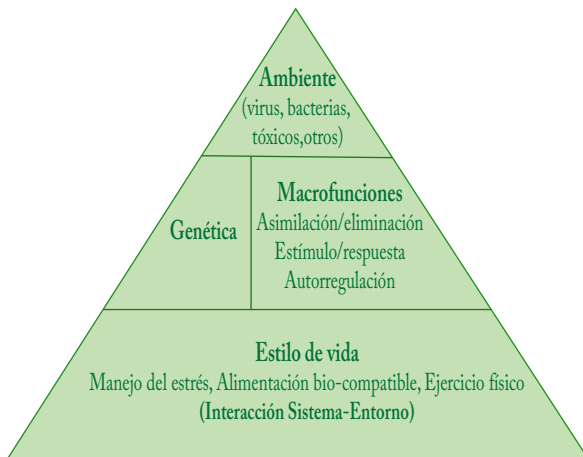 Ambiente
(virus, bacterias,
tóxicos,otros)
Genética
Macrofunciones
Asimilación/eliminación
Estímulo/respuesta
Autorregulación
Estilo de vida
Manejo del estrés, Alimentación bio-compatible, Ejercicio físico
(Interacción Sistema-Entorno)